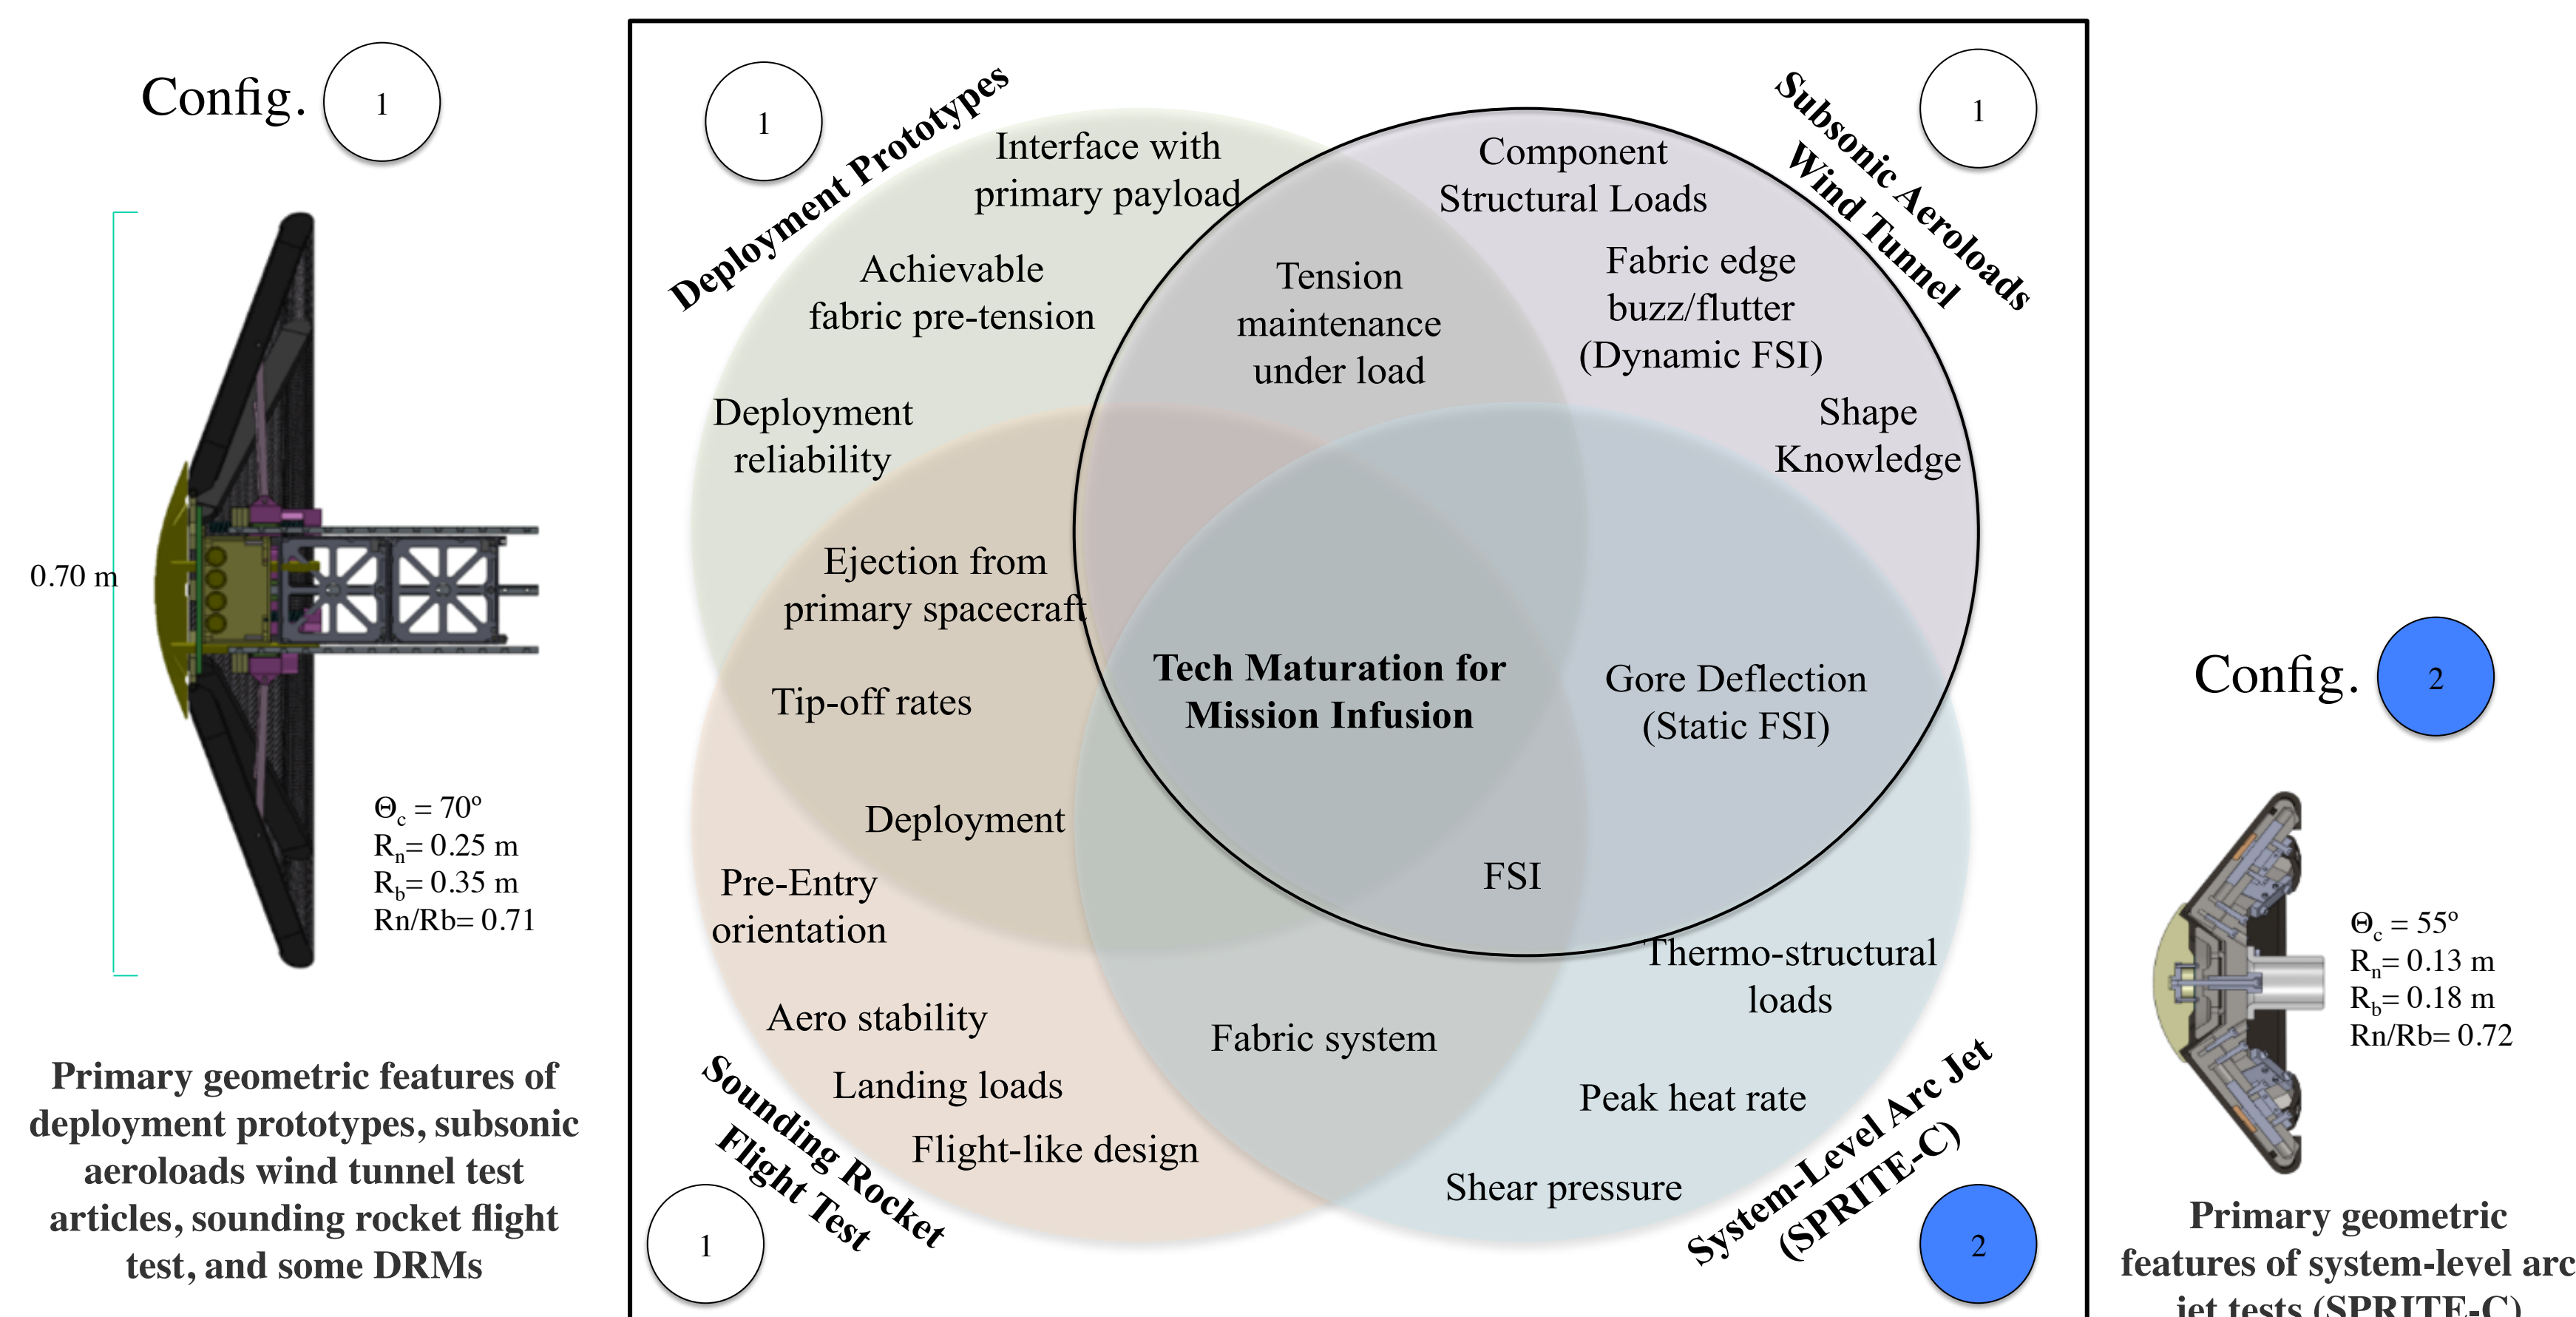 Config. 1
0.70 m
Θc = 70º
Rn= 0.25 m
Rb= 0.35 m
Rn/Rb= 0.71
Primary geometric features of
deployment prototypes, subsonic
aeroloads wind tunnel test
articles, sounding rocket flight
test, and some DRMs
1
Deployment Prototypes
Interface with
primary payload
Achievable
fabric pre-tension
Deployment
reliability
Tension
maintenance
under load
1
Subsonic Aeroloads
Wind Tunnel
Component
Structural Loads
Fabric edge
buzz/flutter
(Dynamic FSI)
Shape
Knowledge
Ejection from
primary spacecraft
Tip-off rates
Deployment
Tech Maturation for
Mission Infusion
Gore Deflection
(Static FSI)
FSI
Pre-Entry
orientation
Aero stability
Landing loads
Flight-like design
Sounding Rocket
Flight Test
1
Fabric system
Thermo-structural
loads
Peak heat rate
Shear pressure
System-Level Arc Jet
(SPRITE-C)
2
Config. 2
Θc = 55º
Rn= 0.13 m
Rb= 0.18 m
Rn/Rb= 0.72
Primary geometric
features of system-level arc
jet tests (SPRITE-C)